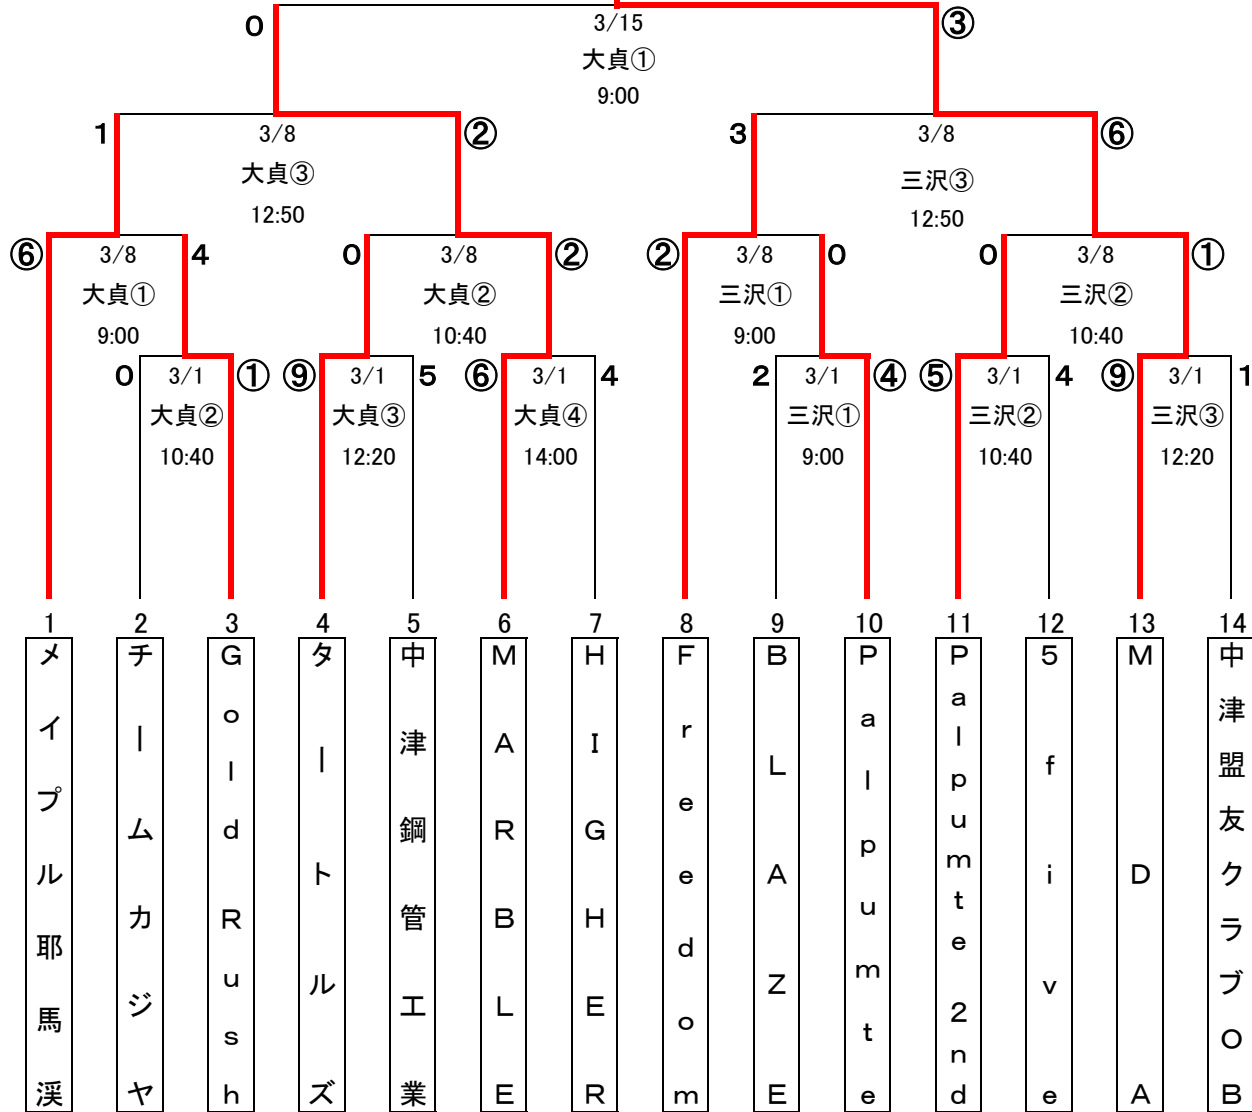 0 3/15 ③
大貞①
9:00
1 3/8 ② 3 3/8 ⑥
大貞③ 三沢③
12:50 12:50
⑥ 3/8 4 0 3/8 ② ② 3/8 0 0 3/8 ①
大貞① 大貞② 三沢① 三沢②
9:00 10:40 9:00 10:40
0 3/1 ① ⑨ 3/1 5 ⑥ 3/1 4 2 3/1 ④ ⑤ 3/1 4 ⑨ 3/1 1
大貞② 大貞③ 大貞④ 三沢① 三沢② 三沢③
10:40 12:20 14:00 9:00 10:40 12:20
1 2 3 4 5 6 7 8 9 10 11 12 13 14
メイプル耶馬渓
チームカジヤ
Gold Rush
タートルズ
中津鋼管工業
MARBLE
HIGHER
Freedom
BLAZE
Palpumte
Palpumte 2nd
5five
MDA
中津盟友クラブOB